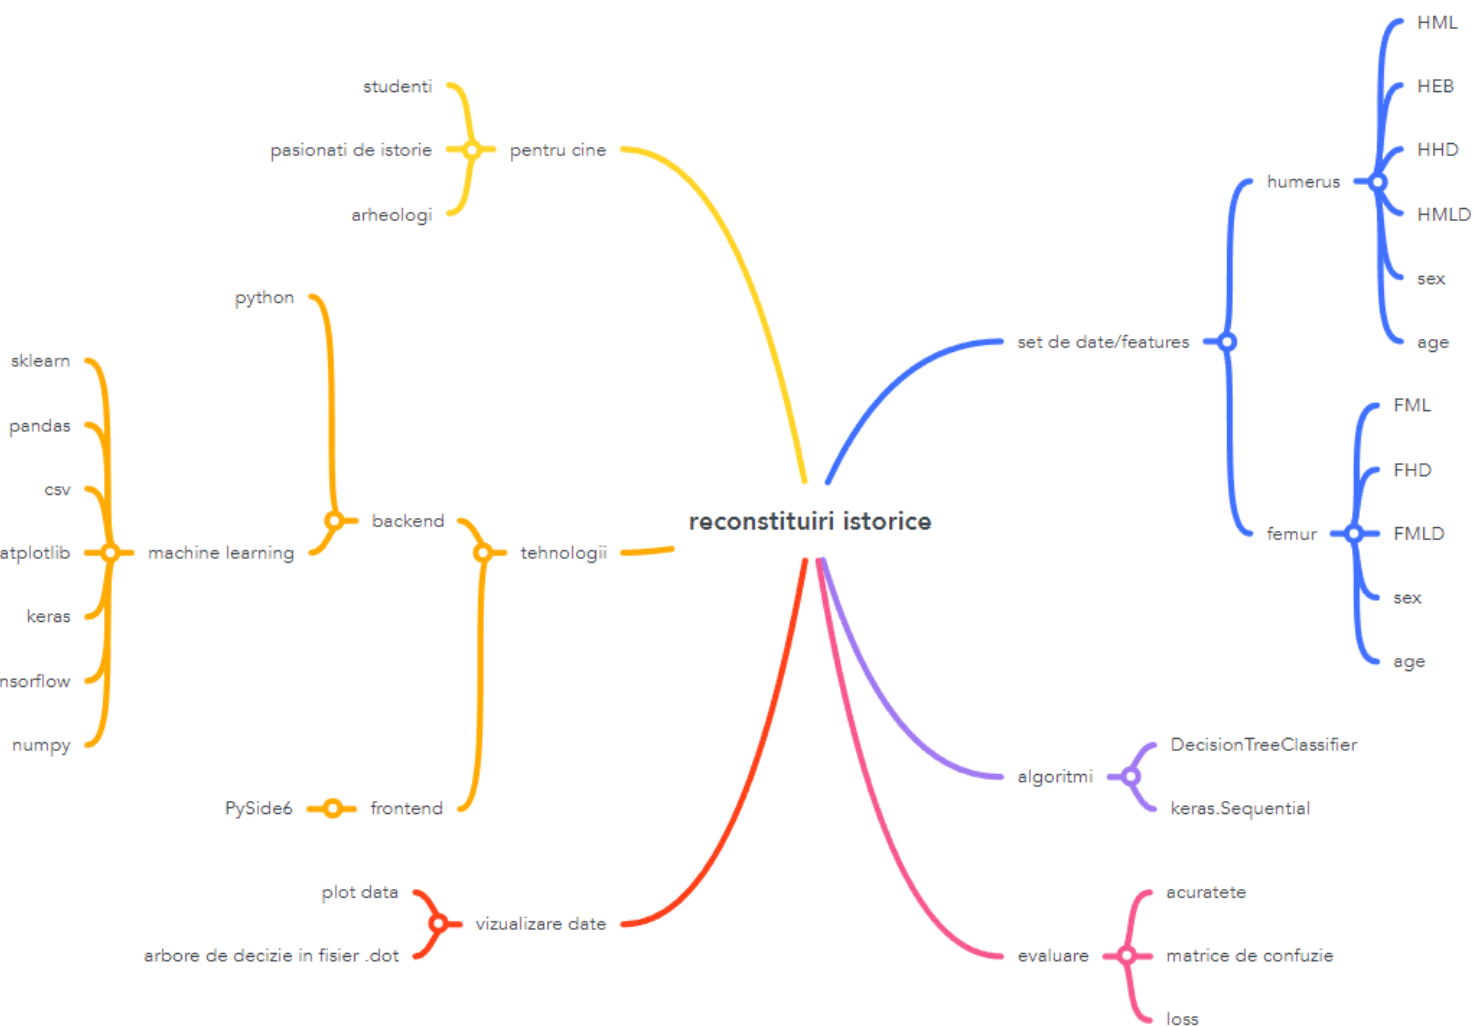 reconstituiri istorice
pentru cine
studenti
pasionati de istorie
arheologi
tehnologii
backend
python
machine learning
sklearn
pandas
csv
atplotlib
keras
nsorflow
numpy
frontend
PySide6
vizualizare date
plot data
arbore de decizie in fisier .dot
set de date/features
humerus
HML
HEB
HHD
HMLD
sex
age
femur
FML
FHD
FMLD
sex
age
algoritmi
DecisionTreeClassifier
keras.Sequential
evaluare
acuratete
matrice de confuzie
loss